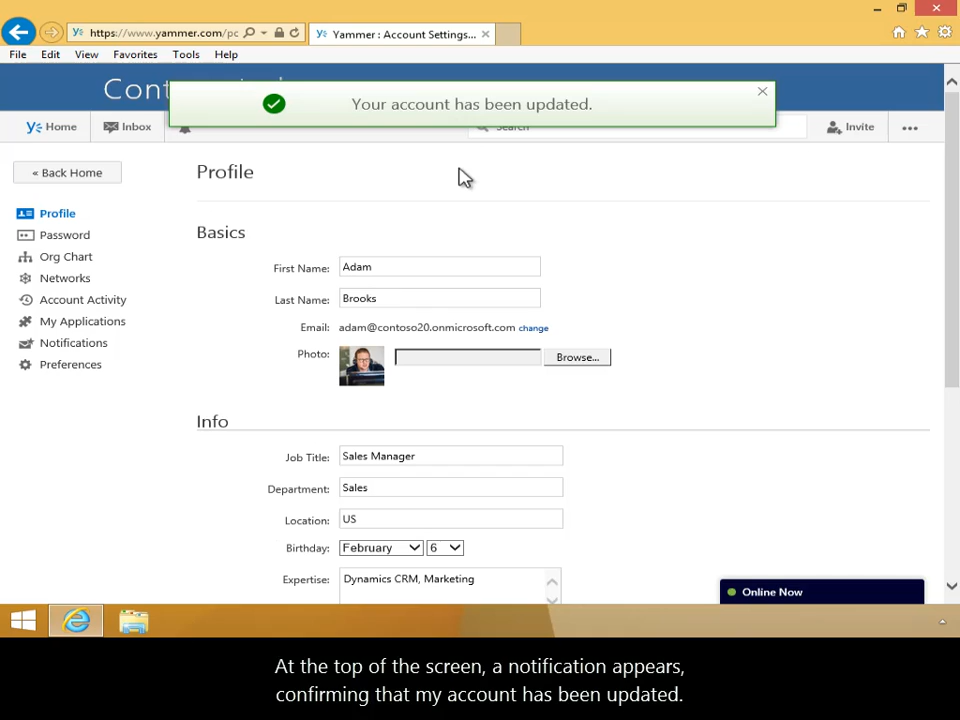 https://www.yammer.com/pc
Yammer : Account Settings...
File Edit View Favorites Tools Help
Your account has been updated.
Home Inbox Search Invite
« Back Home
Profile
Profile
Password
Org Chart
Networks
Account Activity
My Applications
Notifications
Preferences
Basics
First Name: Adam
Last Name: Brooks
Email: adam@contoso20.onmicrosoft.com change
Photo: Browse...
Info
Job Title: Sales Manager
Department: Sales
Location: US
Birthday: February 6
Expertise: Dynamics CRM, Marketing
Online Now
At the top of the screen, a notification appears,
confirming that my account has been updated.